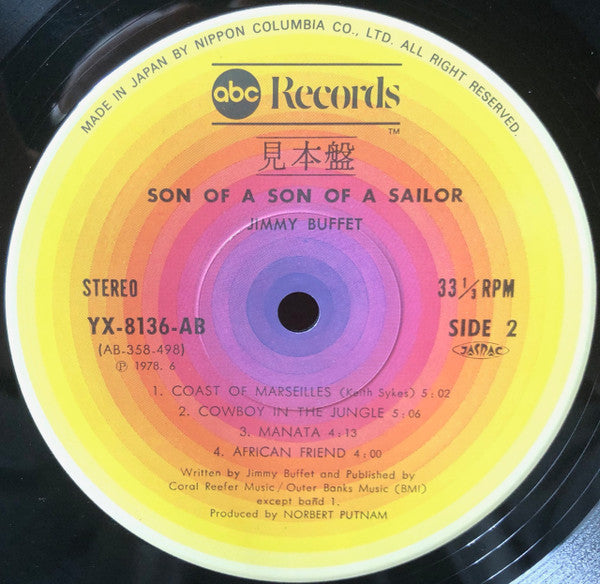 MADE IN JAPAN BY NIPPON COLUMBIA CO., LTD. ALL RIGHT RESERVED.
abc Records
TM
見本盤
SON OF A SON OF A SAILOR
JIMMY BUFFET
STEREO 33 1/3 RPM
YX-8136-AB SIDE 2
(AB-358-498) JASRAC
Ⓟ 1978. 6
1. COAST OF MARSEILLES (Keith Sykes) 5:02
2. COWBOY IN THE JUNGLE 5:06
3. MANATA 4:13
4. AFRICAN FRIEND 4:00
Written by Jimmy Buffet and Published by
Coral Reefer Music/Outer Banks Music (BMI)
except band 1.
Produced by NORBERT PUTNAM